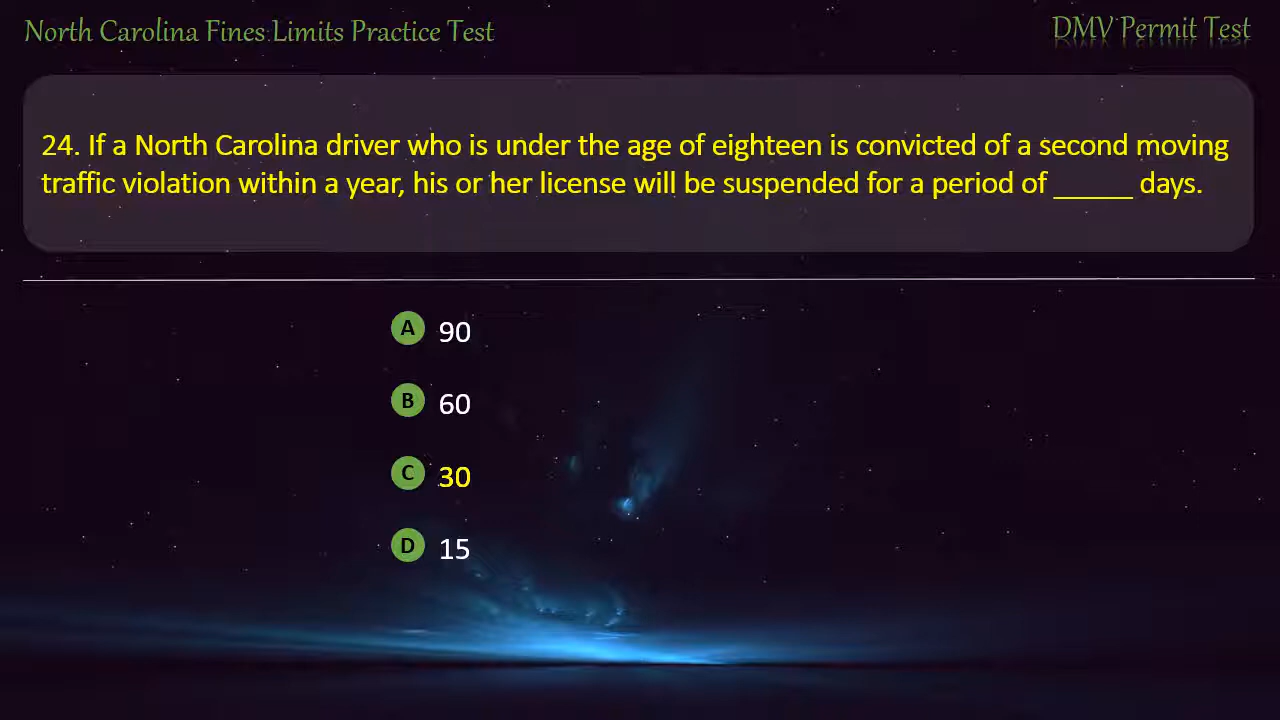 North Carolina Fines Limits Practice Test
DMV Permit Test
24. If a North Carolina driver who is under the age of eighteen is convicted of a second moving
traffic violation within a year, his or her license will be suspended for a period of _____ days.
A 90
B 60
C 30
D 15